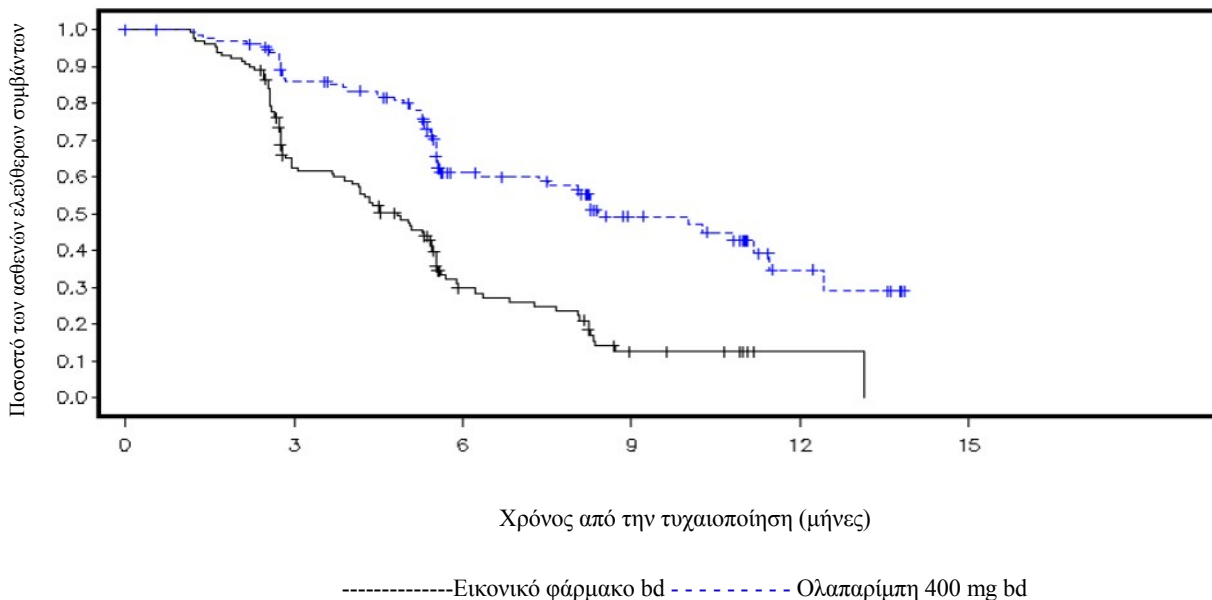 Ποσοστό των ασθενών ελεύθερων συμβάντων
1.0
0.9
0.8
0.7
0.6
0.5
0.4
0.3
0.2
0.1
0.0
0 3 6 9 12 15
Χρόνος από την τυχαιοποίηση (μήνες)
----------Εικονικό φάρμακο bd - - - - - - - Ολαπαρίμπη 400 mg bd